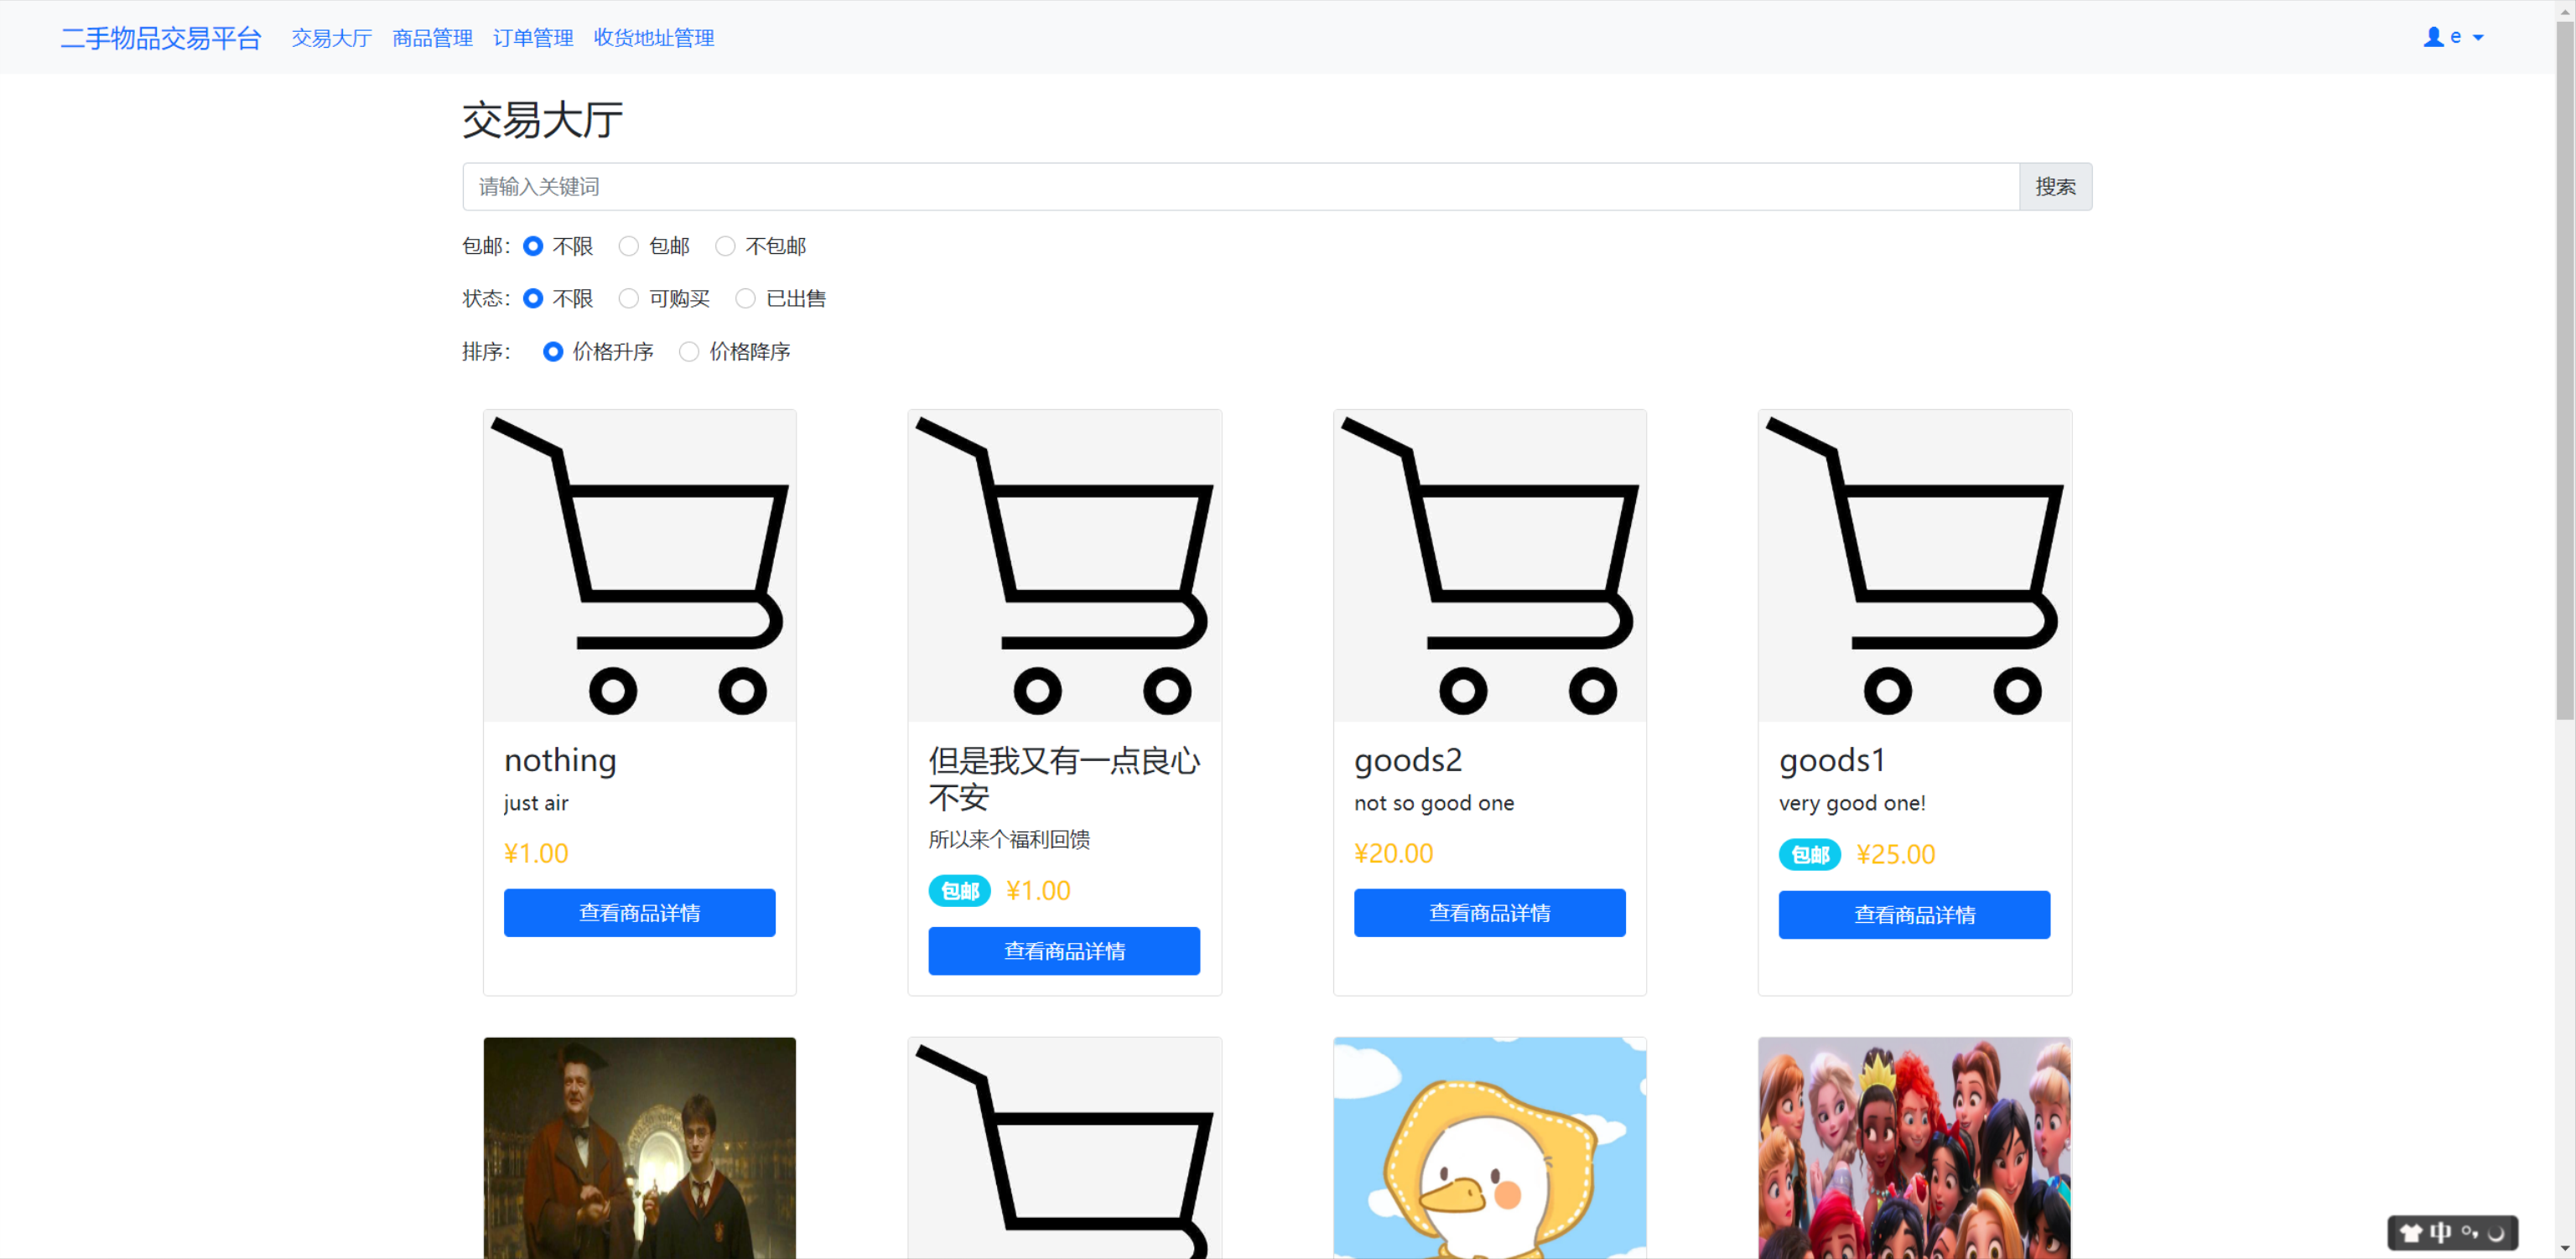 二手物品交易平台 交易大厅 商品管理 订单管理 收货地址管理 e
交易大厅
请输入关键词 搜索
包邮: 不限 包邮 不包邮
状态: 不限 可购买 已出售
排序: 价格升序 价格降序
nothing
just air
¥1.00
查看商品详情
但是我又有一点良心
不安
所以来个福利回馈
包邮 ¥1.00
查看商品详情
goods2
not so good one
¥20.00
查看商品详情
goods1
very good one!
包邮 ¥25.00
查看商品详情
中